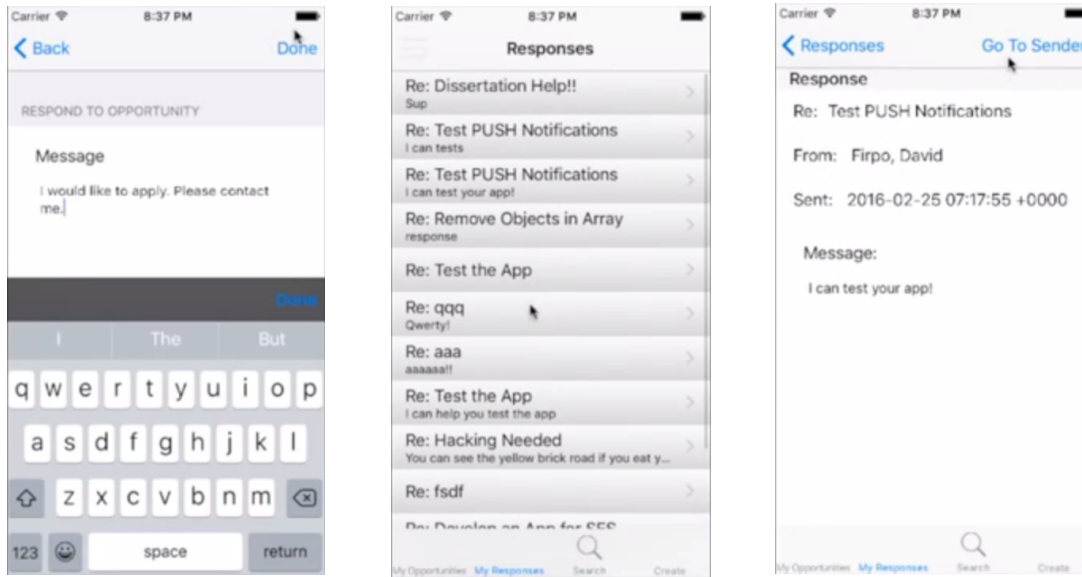 Carrier 8:37 PM
Back Done
RESPOND TO OPPORTUNITY
Message
I would like to apply. Please contact
me.
Done
I The But
q w e r t y u i o p
a s d f g h j k l
z x c v b n m
123 space return
Carrier 8:37 PM
Responses
Re: Dissertation Help!!
Sup
Re: Test PUSH Notifications
I can tests
Re: Test PUSH Notifications
I can test your app!
Re: Remove Objects in Array
response
Re: Test the App
Re: qqq
Qwerty!
Re: aaa
aaaaaa!!
Re: Test the App
I can help you test the app
Re: Hacking Needed
You can see the yellow brick road if you eat y...
Re: fsdf
Re: Develop an App for SES
My Opportunities My Responses Search Create
Carrier 8:37 PM
Responses Go To Sender
Response
Re: Test PUSH Notifications
From: Firpo, David
Sent: 2016-02-25 07:17:55 +0000
Message:
I can test your app!
My Opportunities My Responses Search Create